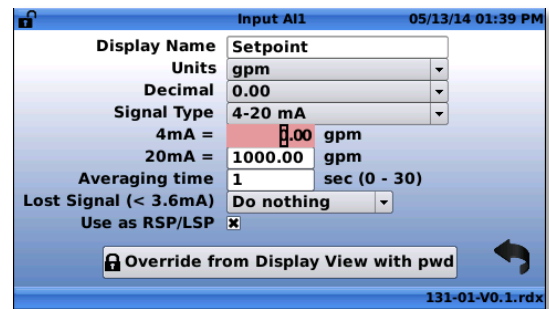 Input AI1 05/13/14 01:39 PM
Display Name Setpoint
Units gpm
Decimal 0.00
Signal Type 4-20 mA
4mA = 0.00 gpm
20mA = 1000.00 gpm
Averaging time 1 sec (0 - 30)
Lost Signal (< 3.6mA) Do nothing
Use as RSP/LSP
Override from Display View with pwd
131-01-V0.1.rdx